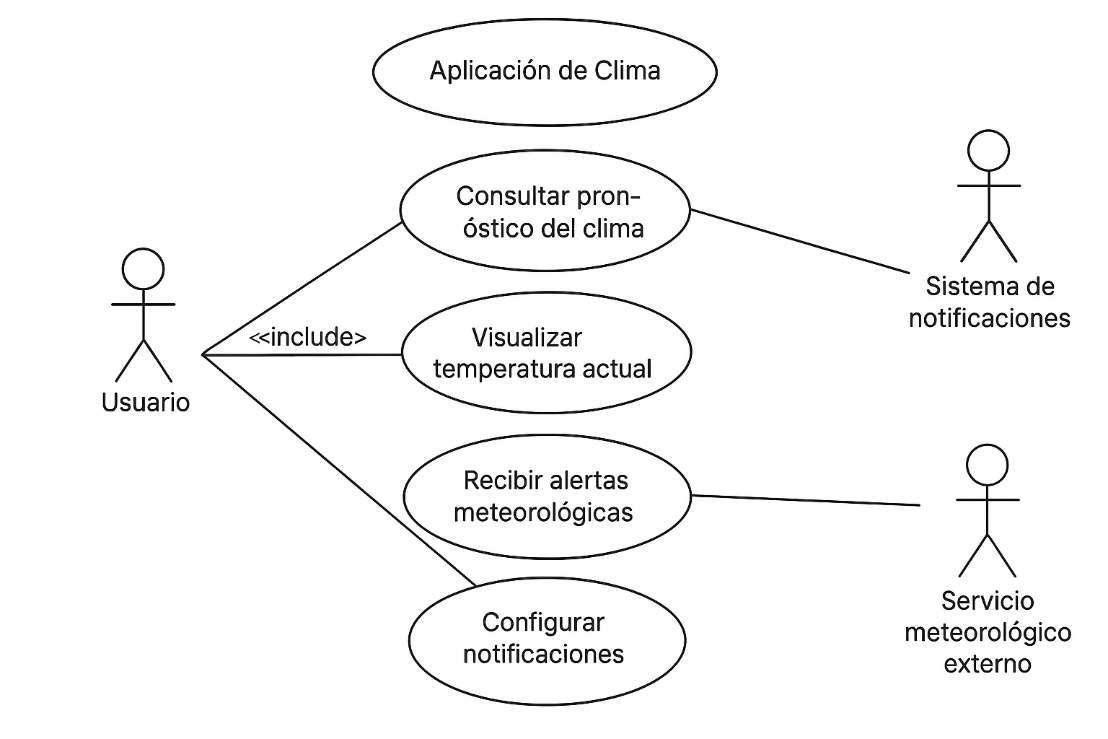 Aplicación de Clima
Consultar pron-
óstico del clima
Sistema de
notificaciones
<<include>
Visualizar
temperatura actual
Usuario
Recibir alertas
meteorológicas
Servicio
meteorológico
externo
Configurar
notificaciones